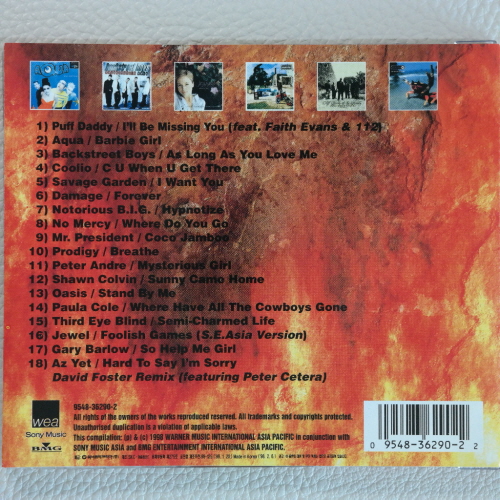 1) Puff Daddy / I'll Be Missing You (feat. Faith Evans & 112)
2) Aqua / Barbie Girl
3) Backstreet Boys / As Long As You Love Me
4) Coolio / C U When U Get There
5) Savage Garden / I Want You
6) Damage / Forever
7) Notorious B.I.G. / Hypnotize
8) No Mercy / Where Do You Go
9) Mr. President / Coco Jamboo
10) Prodigy / Breathe
11) Peter Andre / Mysterious Girl
12) Shawn Colvin / Sunny Came Home
13) Oasis / Stand By Me
14) Paula Cole / Where Have All The Cowboys Gone
15) Third Eye Blind / Semi-Charmed Life
16) Jewel / Foolish Games (S.E.Asia Version)
17) Gary Barlow / So Help Me Girl
18) Az Yet / Hard To Say I'm Sorry
David Foster Remix (featuring Peter Cetera)
wea
Sony Music
BMG
9548-36290-2
All rights of the owners of the works reproduced reserved. All trademarks and copyrights protected.
Unauthorised duplication is a violation of applicable laws.
This compilation: (p) & (c) 1998 WARNER MUSIC INTERNATIONAL ASIA PACIFIC in conjunction with
SONY MUSIC ASIA and BMG ENTERTAINMENT INTERNATIONAL ASIA PACIFIC
0 9548-36290-2 2